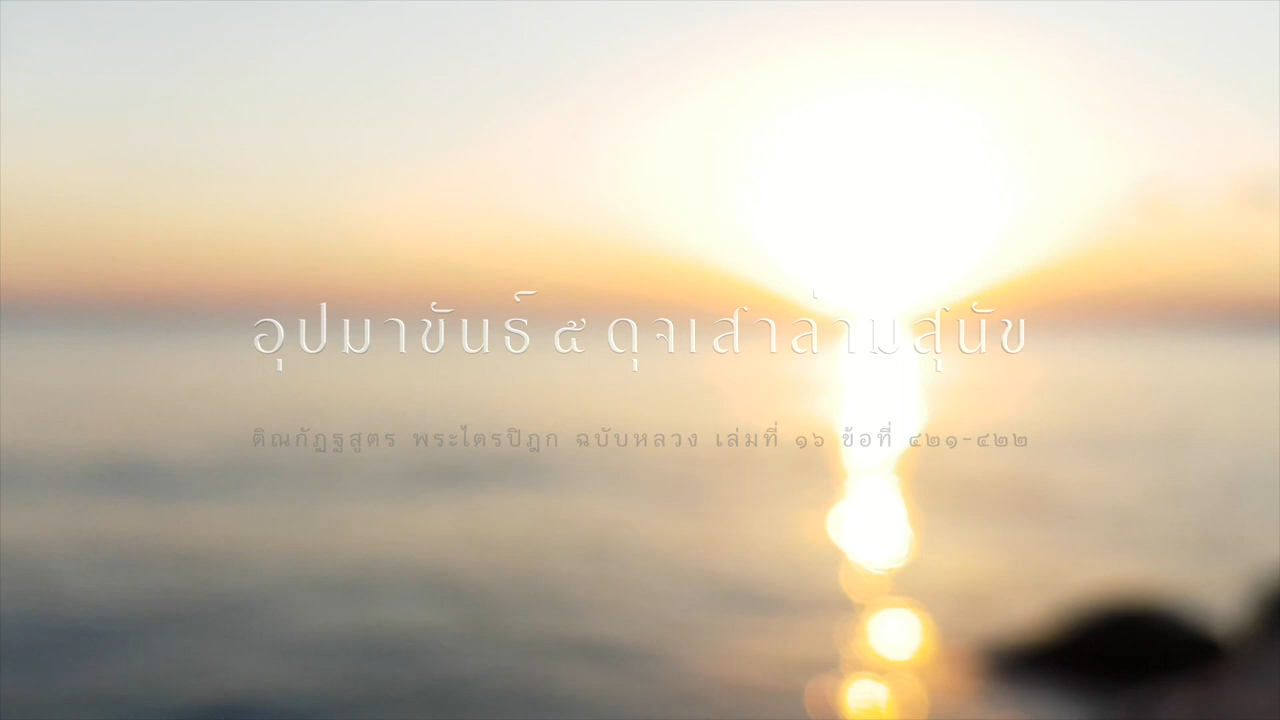 อุปมาขันธ์ ๕ ดุจเสาล่ามสุนัข
ติณกัฏฐสูตร พระไตรปิฎก ฉบับหลวง เล่มที่ ๑๖ ข้อที่ ๔๒๑-๔๒๒